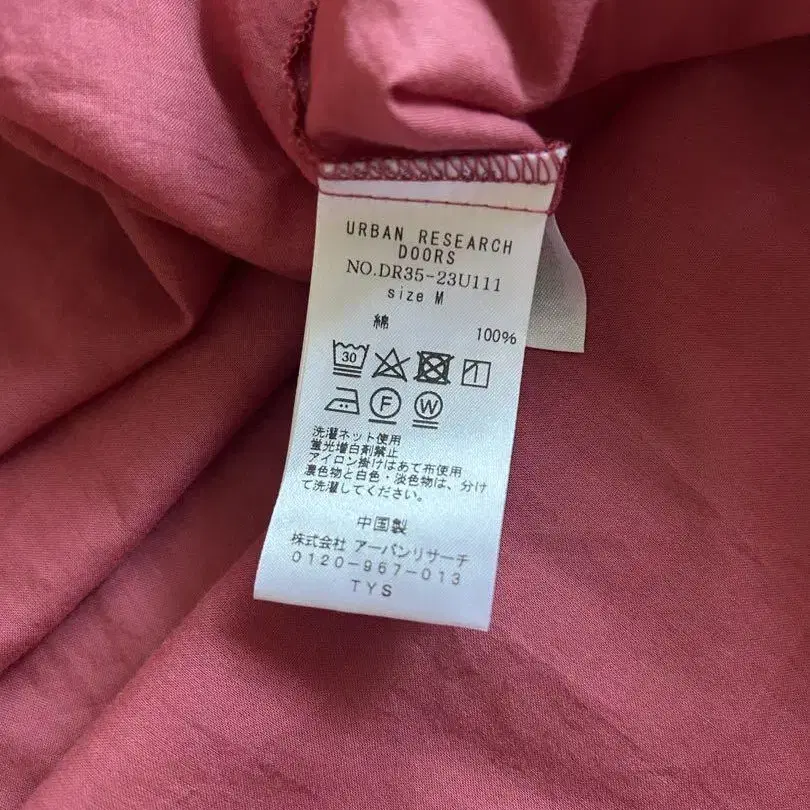 URBAN RESEARCH
DOORS
NO.DR35-23U111
size M
綿 100%
30
F W
洗濯ネット使用
蛍光増白剤禁止
アイロン掛けはあて布使用
濃色物と白色・淡色物は、分け
て洗濯してください。
中国製
株式会社 アーバンリサーチ
0120-967-013
TYS